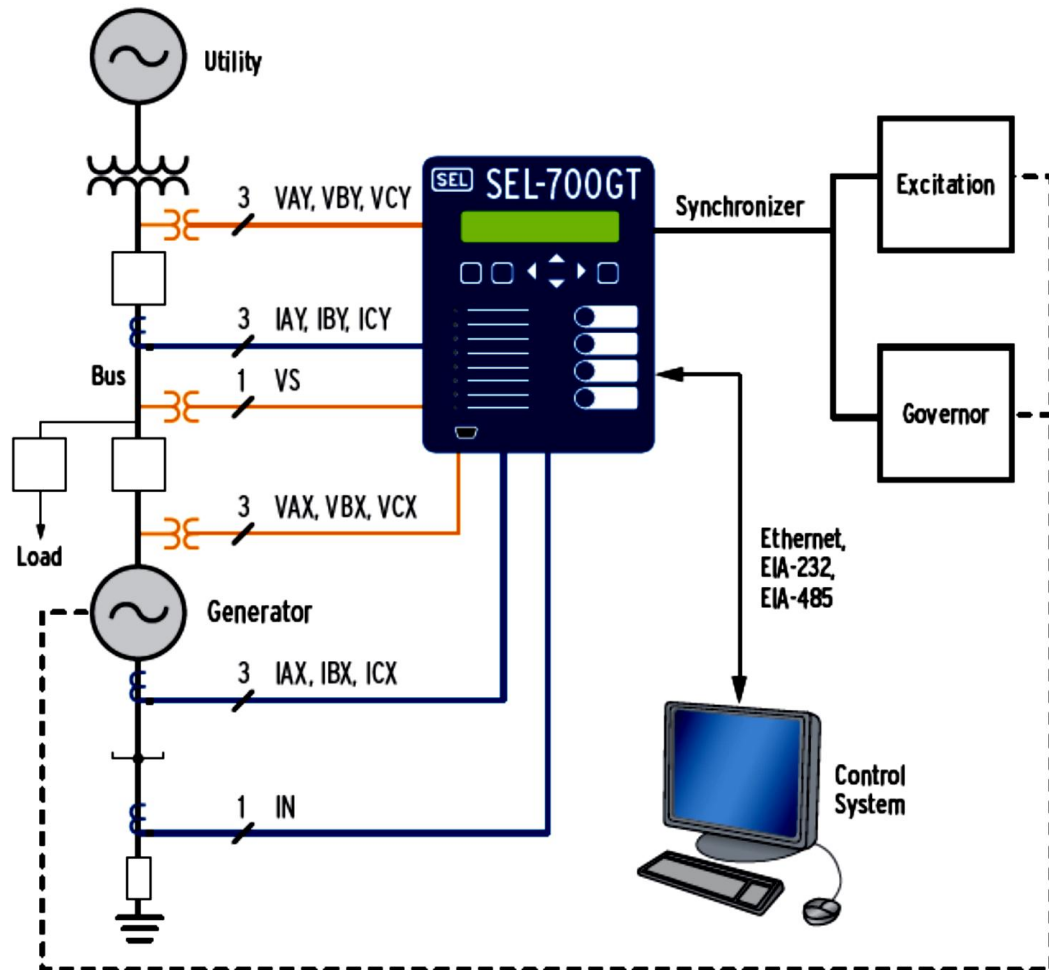 Utility
3 VAY, VBY, VCY
SEL SEL-700GT
Synchronizer
Excitation
3 IAY, IBY, ICY
Bus
1 VS
Governor
3 VAX, VBX, VCX
Load
Ethernet,
EIA-232,
EIA-485
Generator
3 IAX, IBX, ICX
Control
System
1 IN